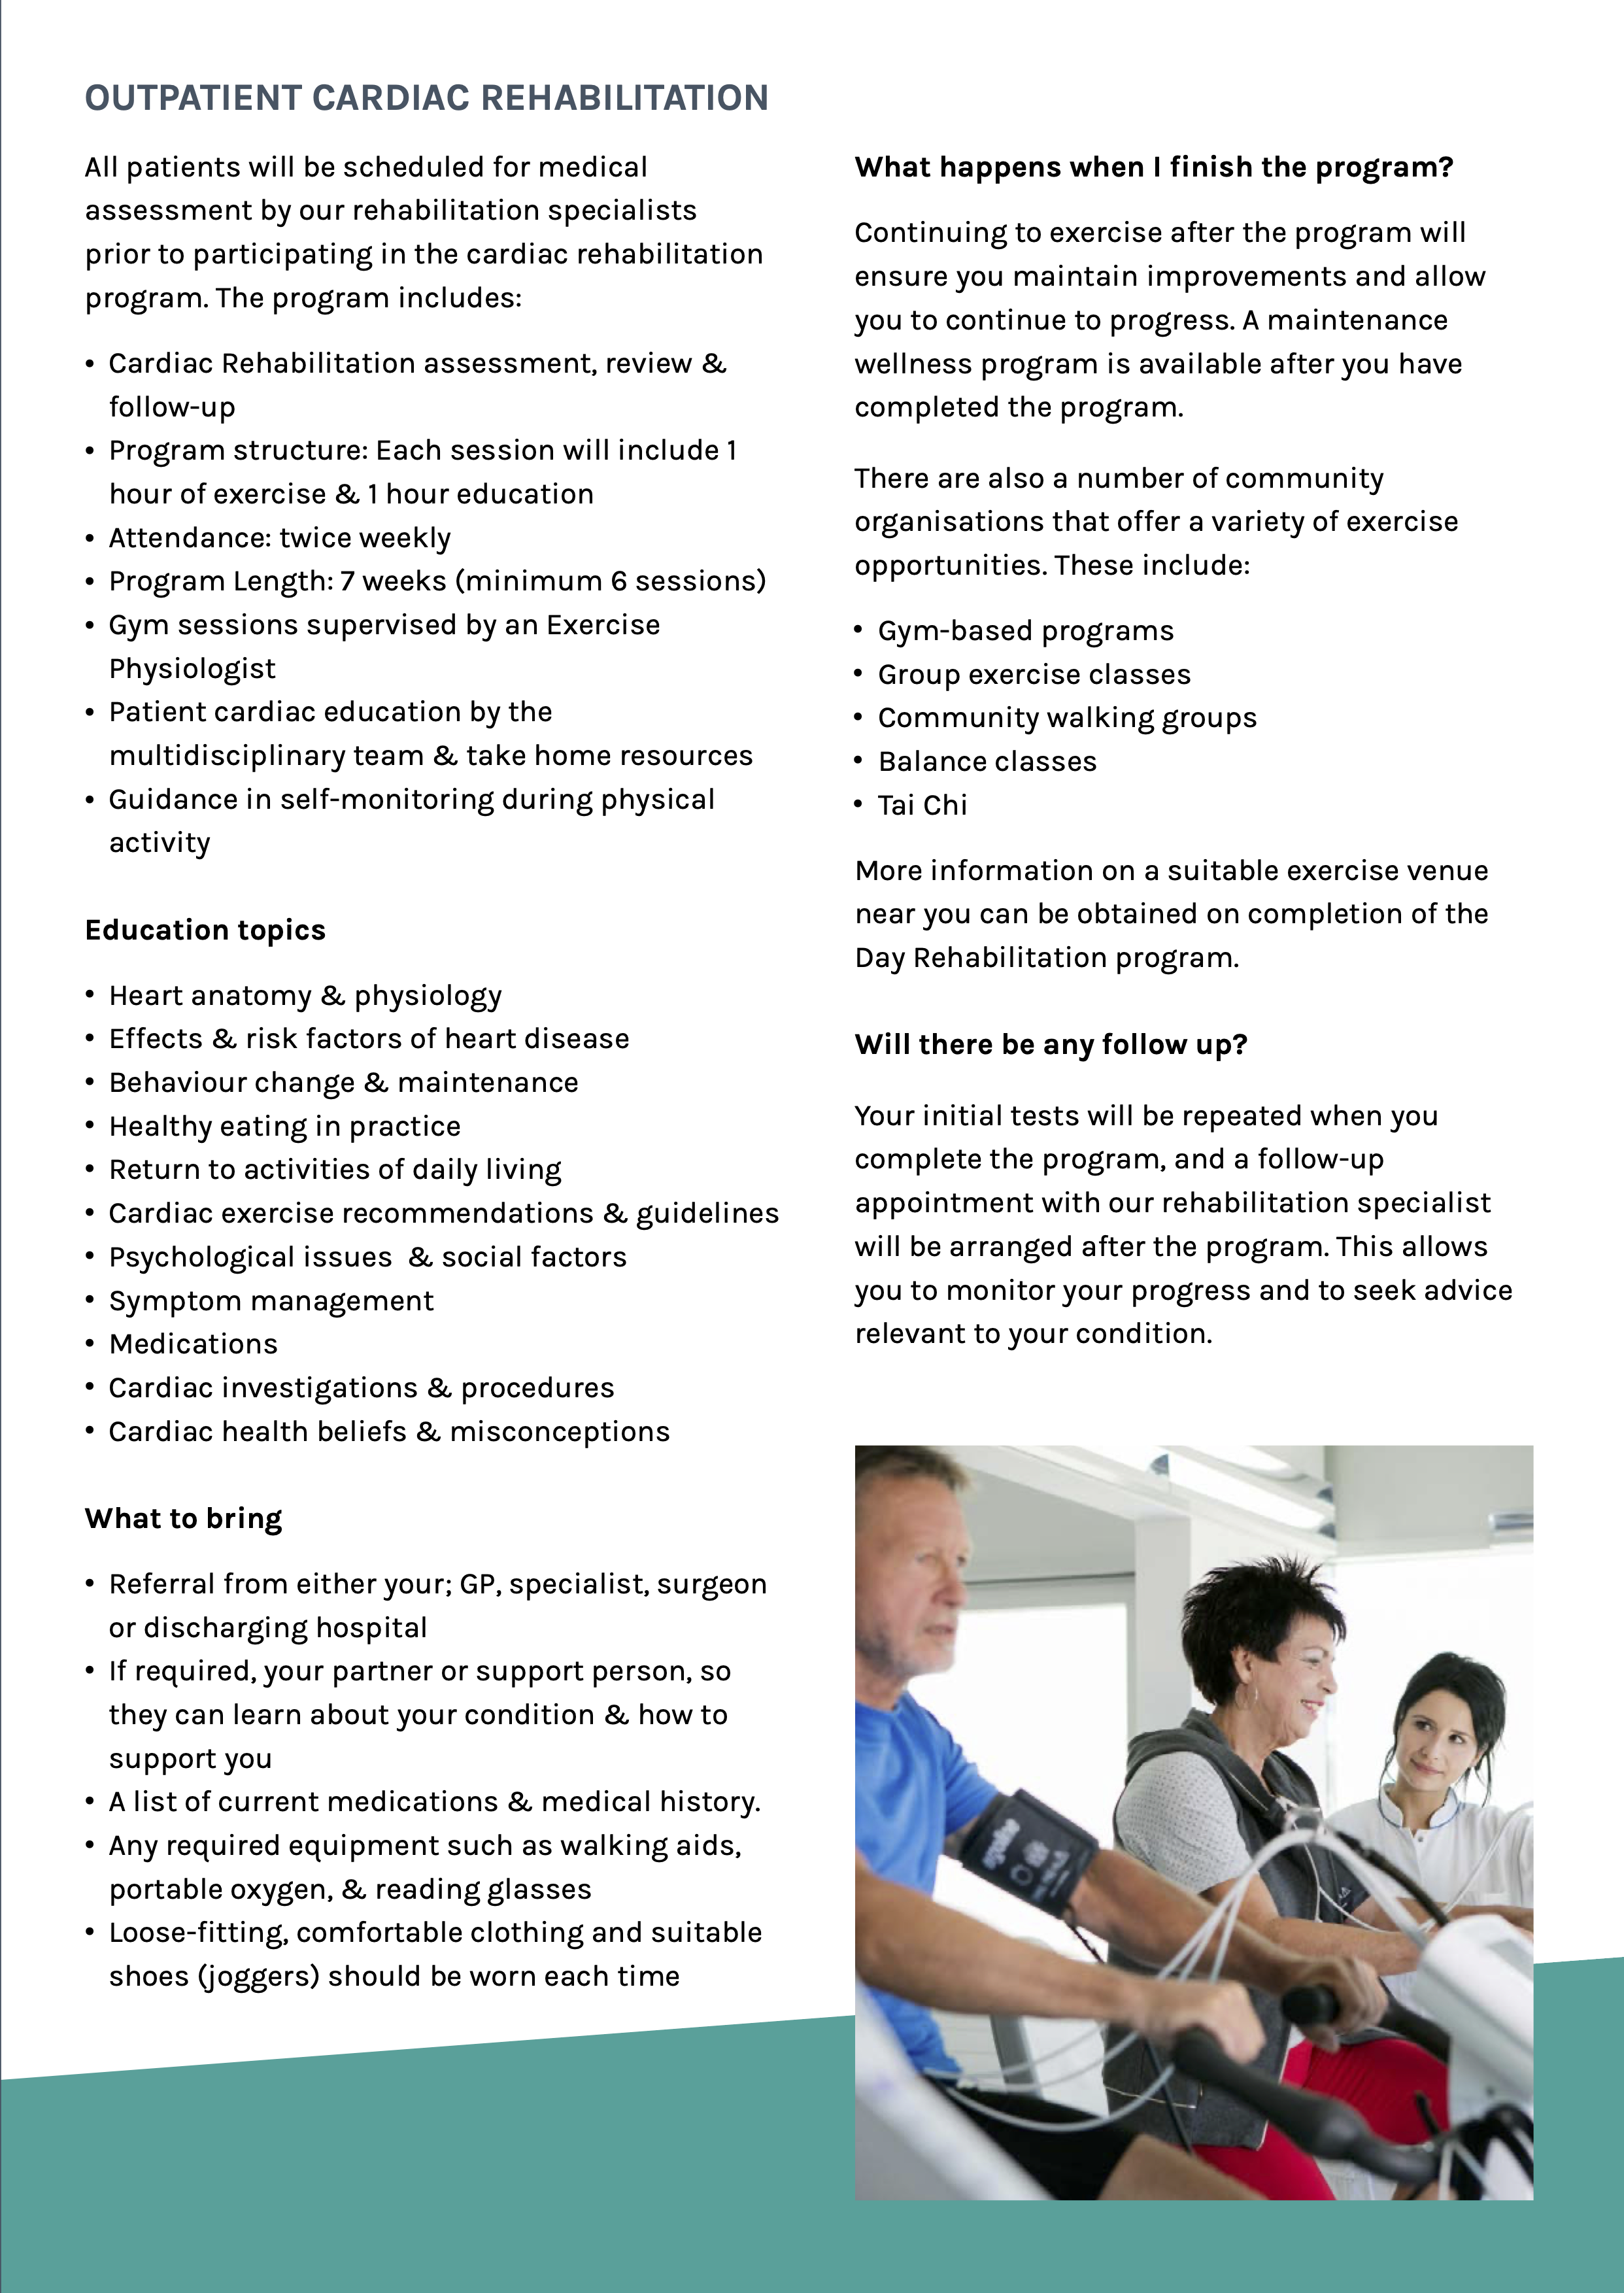 OUTPATIENT CARDIAC REHABILITATION
All patients will be scheduled for medical
assessment by our rehabilitation specialists
prior to participating in the cardiac rehabilitation
program. The program includes:
• Cardiac Rehabilitation assessment, review &
follow-up
• Program structure: Each session will include 1
hour of exercise & 1 hour education
• Attendance: twice weekly
• Program Length: 7 weeks (minimum 6 sessions)
• Gym sessions supervised by an Exercise
Physiologist
• Patient cardiac education by the
multidisciplinary team & take home resources
• Guidance in self-monitoring during physical
activity
Education topics
• Heart anatomy & physiology
• Effects & risk factors of heart disease
• Behaviour change & maintenance
• Healthy eating in practice
• Return to activities of daily living
• Cardiac exercise recommendations & guidelines
• Psychological issues  & social factors
• Symptom management
• Medications
• Cardiac investigations & procedures
• Cardiac health beliefs & misconceptions
What to bring
• Referral from either your; GP, specialist, surgeon
or discharging hospital
• If required, your partner or support person, so
they can learn about your condition & how to
support you
• A list of current medications & medical history.
• Any required equipment such as walking aids,
portable oxygen, & reading glasses
• Loose-fitting, comfortable clothing and suitable
shoes (joggers) should be worn each time
What happens when I finish the program?
Continuing to exercise after the program will
ensure you maintain improvements and allow
you to continue to progress. A maintenance
wellness program is available after you have
completed the program.
There are also a number of community
organisations that offer a variety of exercise
opportunities. These include:
• Gym-based programs
• Group exercise classes
• Community walking groups
• Balance classes
• Tai Chi
More information on a suitable exercise venue
near you can be obtained on completion of the
Day Rehabilitation program.
Will there be any follow up?
Your initial tests will be repeated when you
complete the program, and a follow-up
appointment with our rehabilitation specialist
will be arranged after the program. This allows
you to monitor your progress and to seek advice
relevant to your condition.